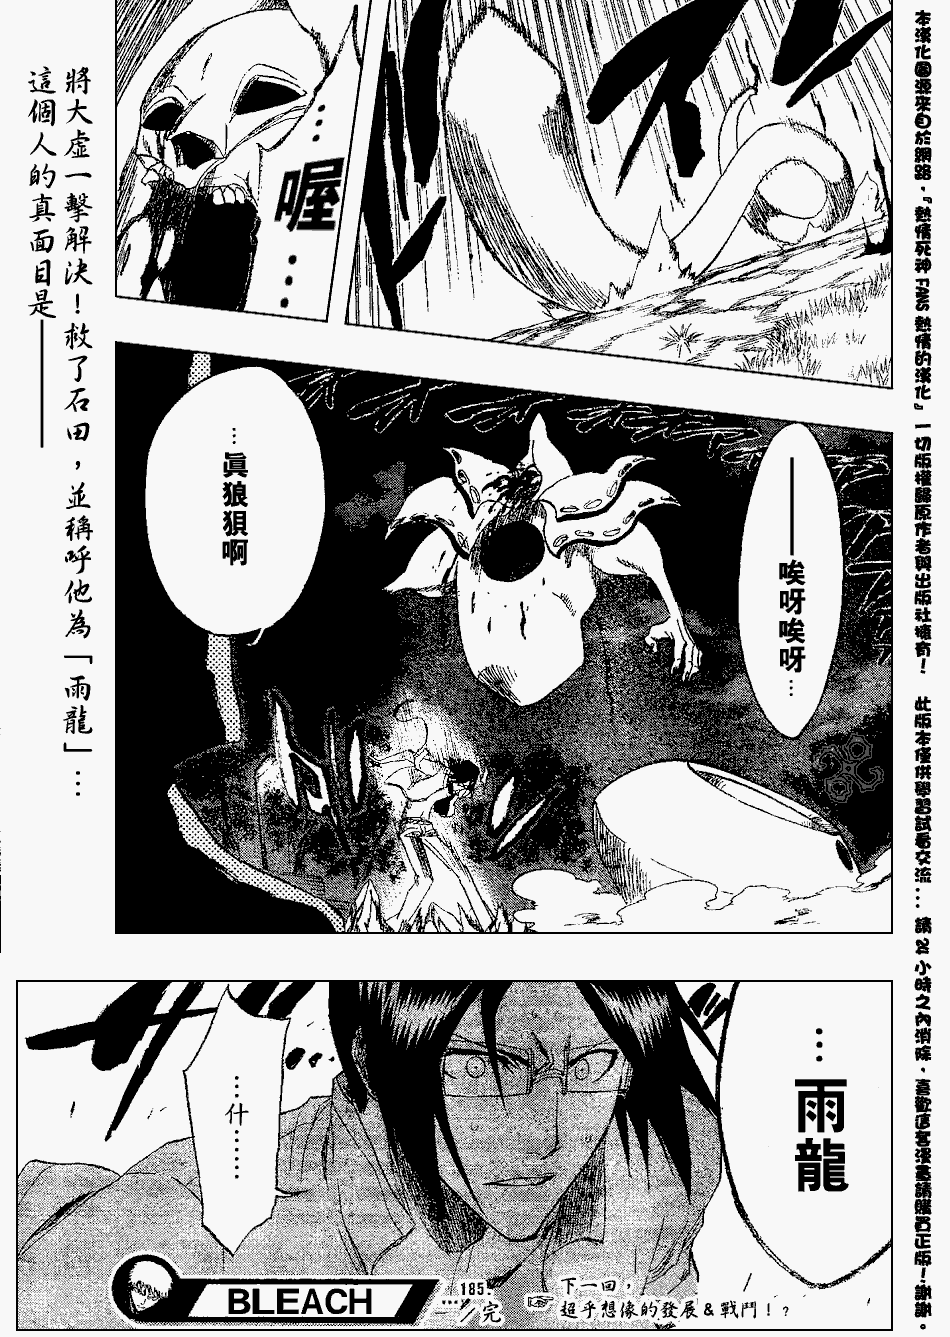 本漢化圖源來自於網路，『熱情死神FANS熱情的漢化』一切版權歸原作者與出版社擁有！ 此版本僅供學習試看交流... 請24小時之內消除，喜歡這套漫畫請購買正版！謝謝。
…喔…
——唉呀唉呀…
…真狼狽啊
…雨龍
……什……
將大虛一擊解決！救了石田，並稱呼他為「雨龍」…
這個人的真面目是——
BLEACH
185.
…／完
☞下一回，
超乎想像的發展&戰鬥！?